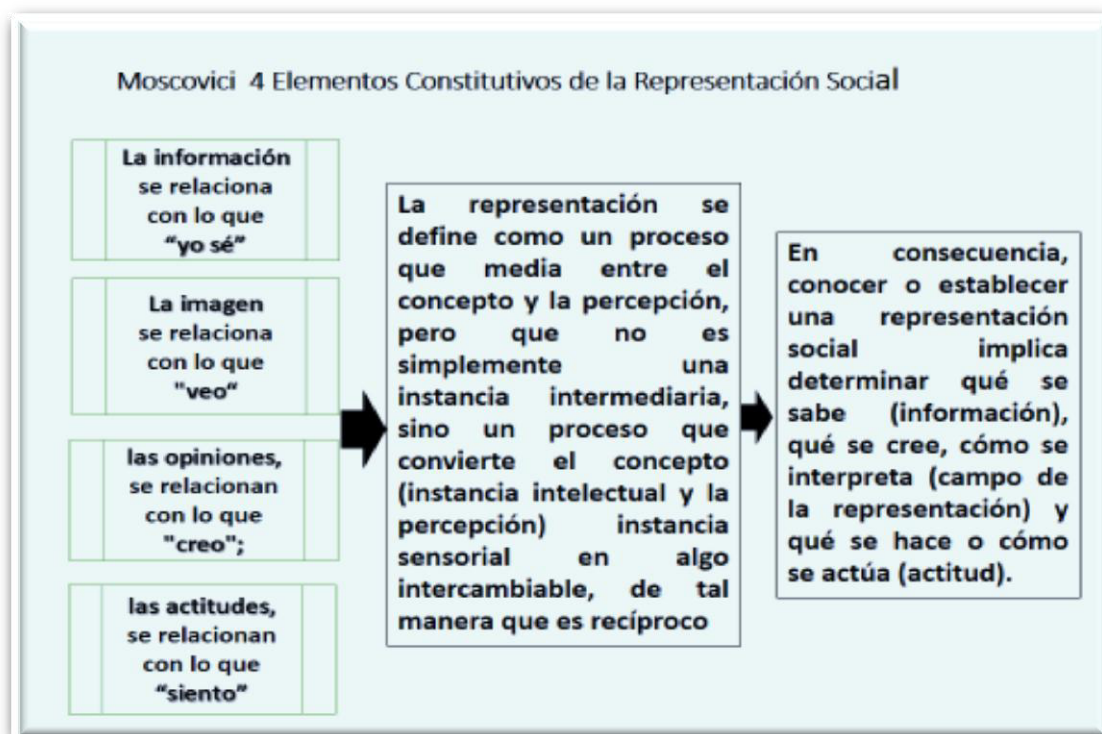 Moscovici 4 Elementos Constitutivos de la Representación Social
La información
se relaciona
con lo que
“yo sé”
La imagen
se relaciona
con lo que
"veo“
las opiniones,
se relacionan
con lo que
"creo";
las actitudes,
se relacionan
con lo que
“siento”
La representación se
define como un proceso
que media entre el
concepto y la percepción,
pero que no es
simplemente una
instancia intermediaria,
sino un proceso que
convierte el concepto
(instancia intelectual y la
percepción) instancia
sensorial en algo
intercambiable, de tal
manera que es recíproco
En consecuencia,
conocer o establecer
una representación
social implica
determinar qué se
sabe (información),
qué se cree, cómo se
interpreta (campo de
la representación) y
qué se hace o cómo
se actúa (actitud).